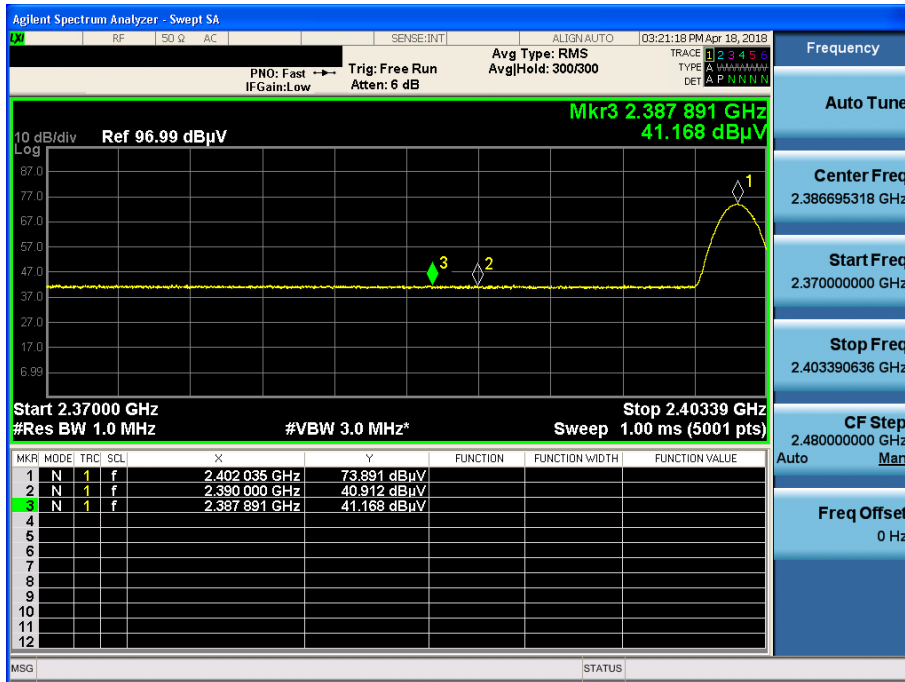 Agilent Spectrum Analyzer - Swept SA
LXI RF 50 Ω AC SENSE:INT ALIGN AUTO 03:21:18 PM Apr 18, 2018
PNO: Fast Trig: Free Run Avg Type: RMS TRACE 1 2 3 4 5 6
IFGain:Low Atten: 6 dB Avg|Hold: 300/300 TYPE A WWWWW
DET A P N N N N
Mkr3 2.387 891 GHz
41.168 dBµV
10 dB/div Ref 96.99 dBµV
Log
87.0
77.0
67.0
57.0
47.0
37.0
27.0
17.0
6.99
1
3
2
Start 2.37000 GHz Stop 2.40339 GHz
#Res BW 1.0 MHz #VBW 3.0 MHz* Sweep 1.00 ms (5001 pts)
MKR MODE TRC SCL X Y FUNCTION FUNCTION WIDTH FUNCTION VALUE
1 N 1 f 2.402 035 GHz 73.891 dBµV
2 N 1 f 2.390 000 GHz 40.912 dBµV
3 N 1 f 2.387 891 GHz 41.168 dBµV
4
5
6
7
8
9
10
11
12
MSG STATUS
Frequency
Auto Tune
Center Freq
2.386695318 GHz
Start Freq
2.370000000 GHz
Stop Freq
2.403390636 GHz
CF Step
2.480000000 GHz
Auto Man
Freq Offset
0 Hz